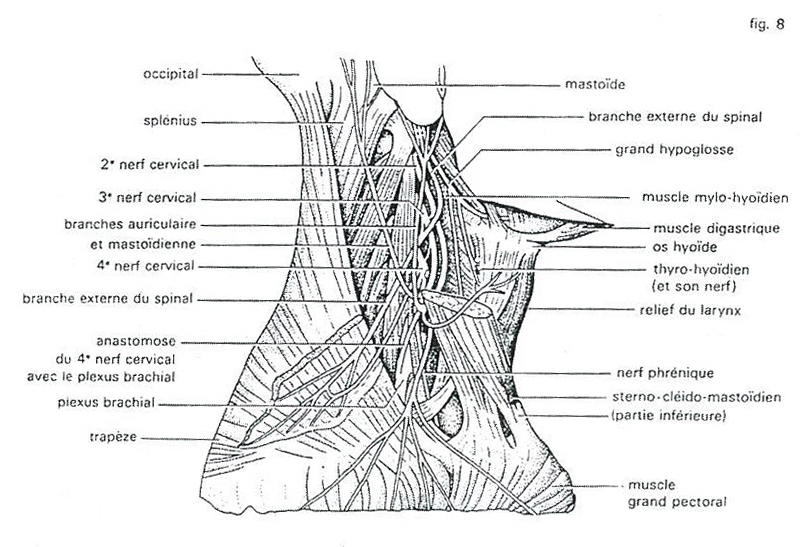 fig. 8
occipital
splénius
2ᵉ nerf cervical
3ᵉ nerf cervical
branches auriculaire
et mastoïdienne
4ᵉ nerf cervical
branche externe du spinal
anastomose
du 4ᵉ nerf cervical
avec le plexus brachial
plexus brachial
trapèze
mastoïde
branche externe du spinal
grand hypoglosse
muscle mylo-hyoïdien
muscle digastrique
os hyoïde
thyro-hyoïdien
(et son nerf)
relief du larynx
nerf phrénique
sterno-cléido-mastoïdien
(partie inférieure)
muscle
grand pectoral